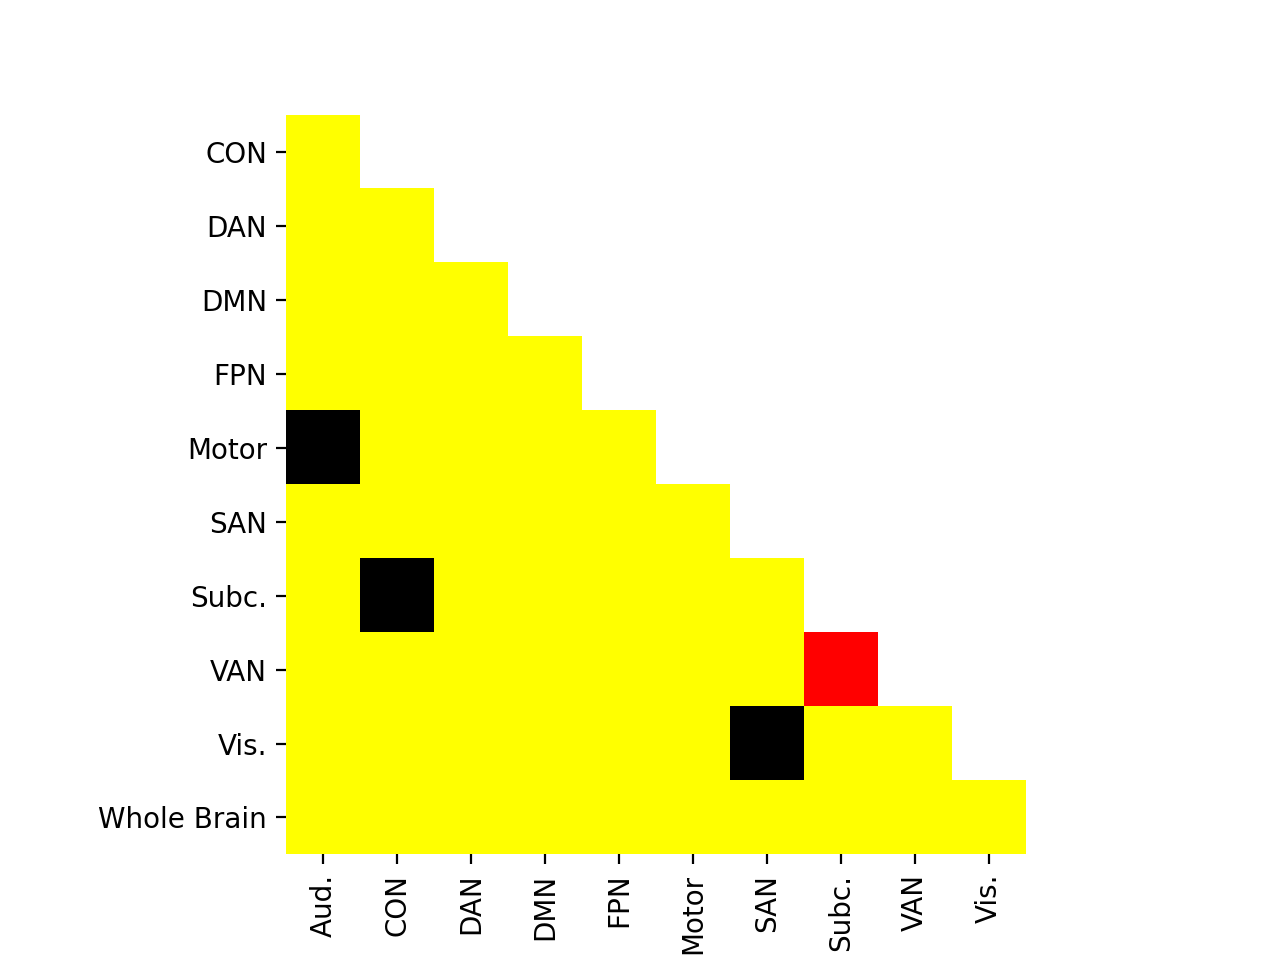 CON
DAN
DMN
FPN
Motor
SAN
Subc.
VAN
Vis.
Whole Brain
Aud.
CON
DAN
DMN
FPN
Motor
SAN
Subc.
VAN
Vis.